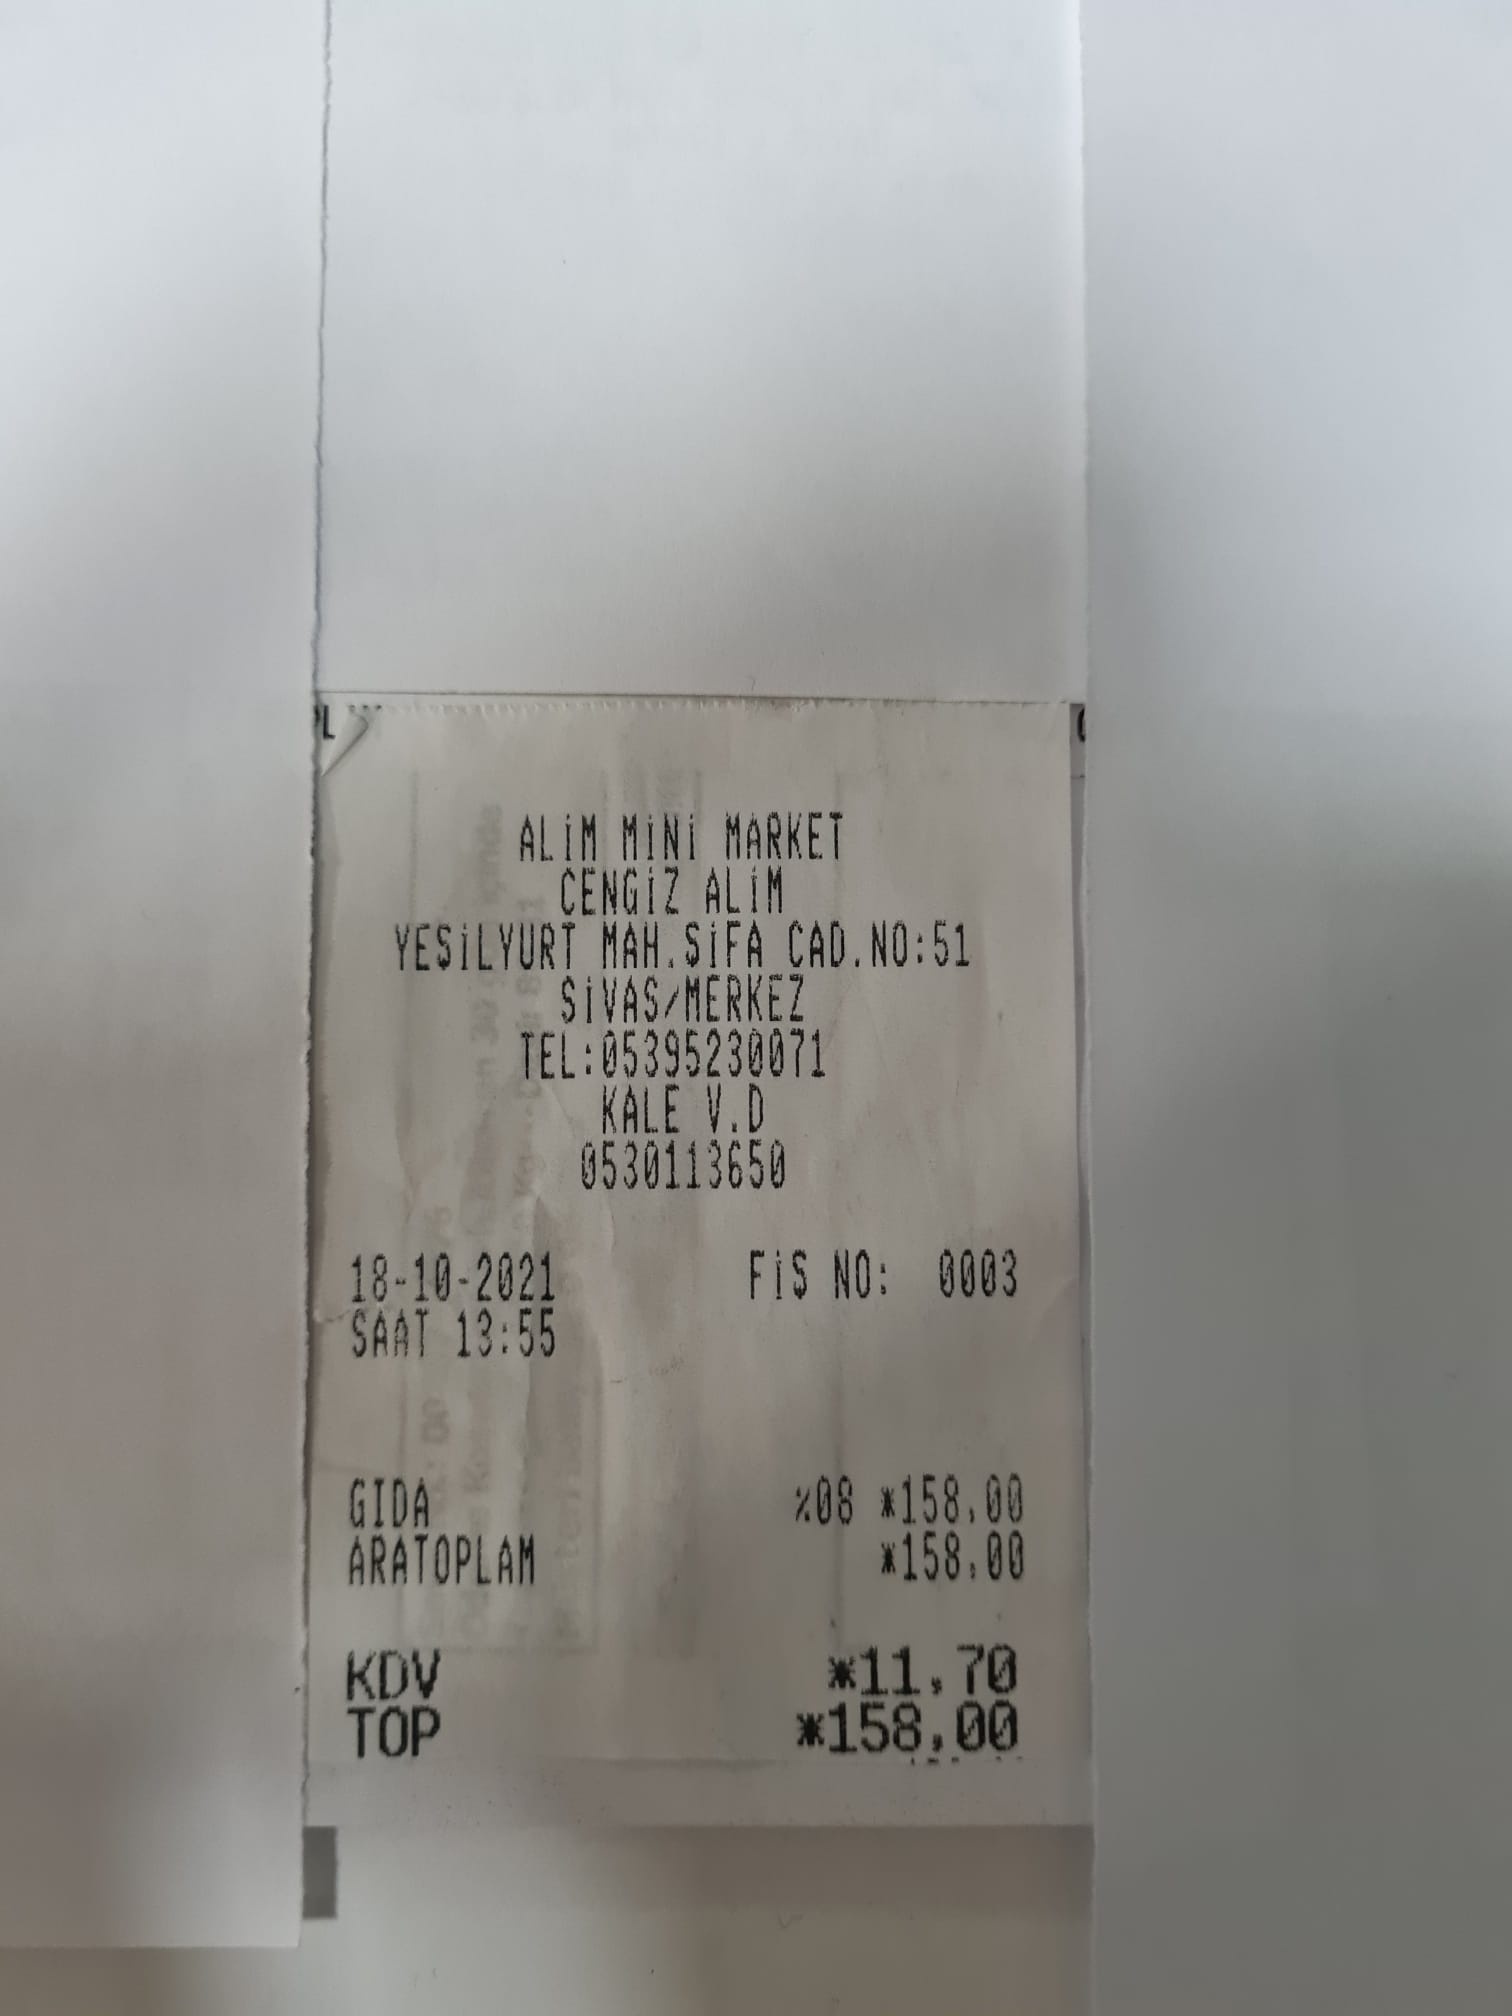 ALİM MİNİ MARKET
CENGİZ ALİM
YEŞİLYURT MAH.ŞİFA CAD.NO:51
SİVAS/MERKEZ
TEL:05395230071
KALE V.D
0530113650
18-10-2021 FİŞ NO: 0003
SAAT 13:55
GIDA %08 *158,00
ARATOPLAM *158,00
KDV *11,70
TOP *158,00